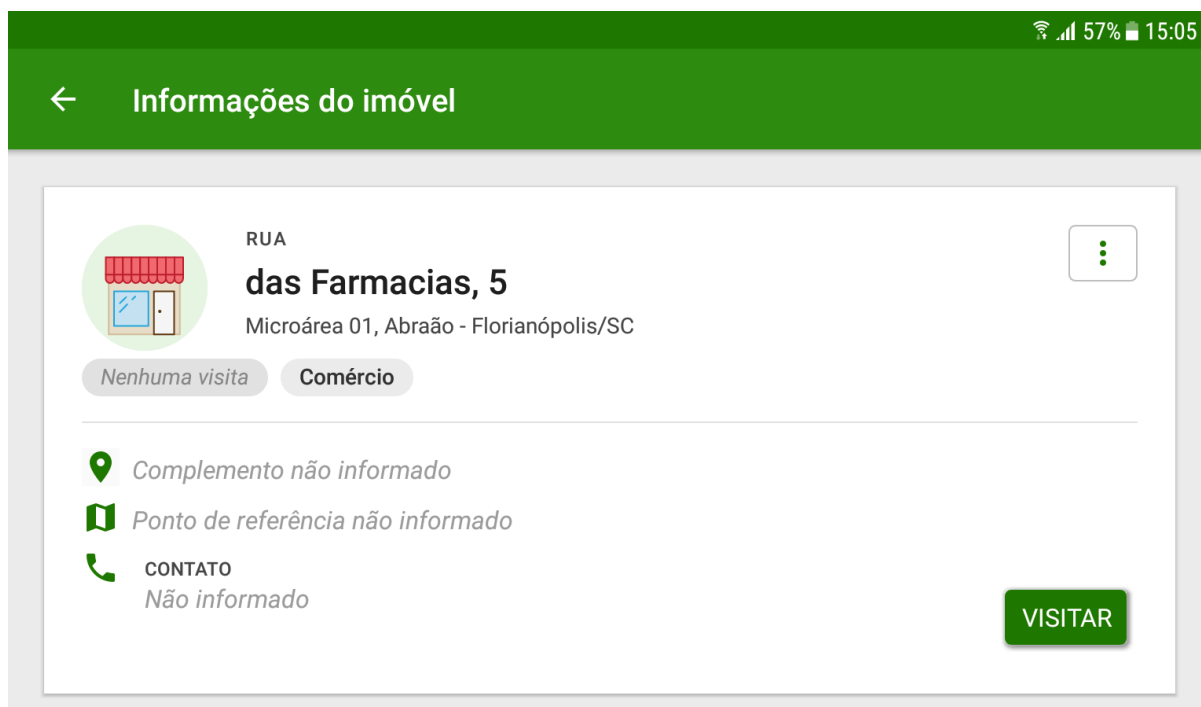 57% 15:05
Informações do imóvel
RUA
das Farmacias, 5
Microárea 01, Abraão - Florianópolis/SC
Nenhuma visita Comércio
Complemento não informado
Ponto de referência não informado
CONTATO
Não informado
VISITAR